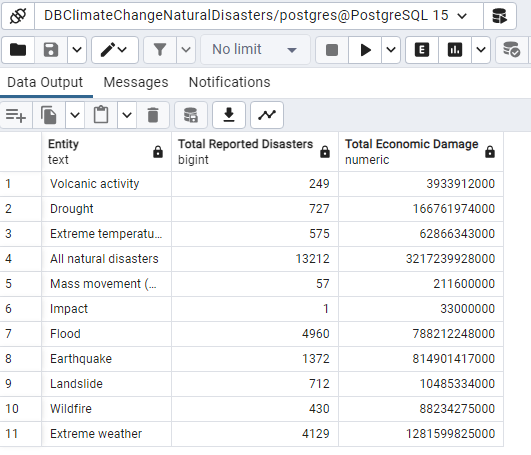 DBClimateChangeNaturalDisasters/postgres@PostgreSQL 15
No limit
E
Data Output Messages Notifications
Entity Total Reported Disasters Total Economic Damage
text bigint numeric
1 Volcanic activity 249 3933912000
2 Drought 727 166761974000
3 Extreme temperatu... 575 62866343000
4 All natural disasters 13212 3217239928000
5 Mass movement (... 57 211600000
6 Impact 1 33000000
7 Flood 4960 788212248000
8 Earthquake 1372 814901417000
9 Landslide 712 10485334000
10 Wildfire 430 88234275000
11 Extreme weather 4129 1281599825000